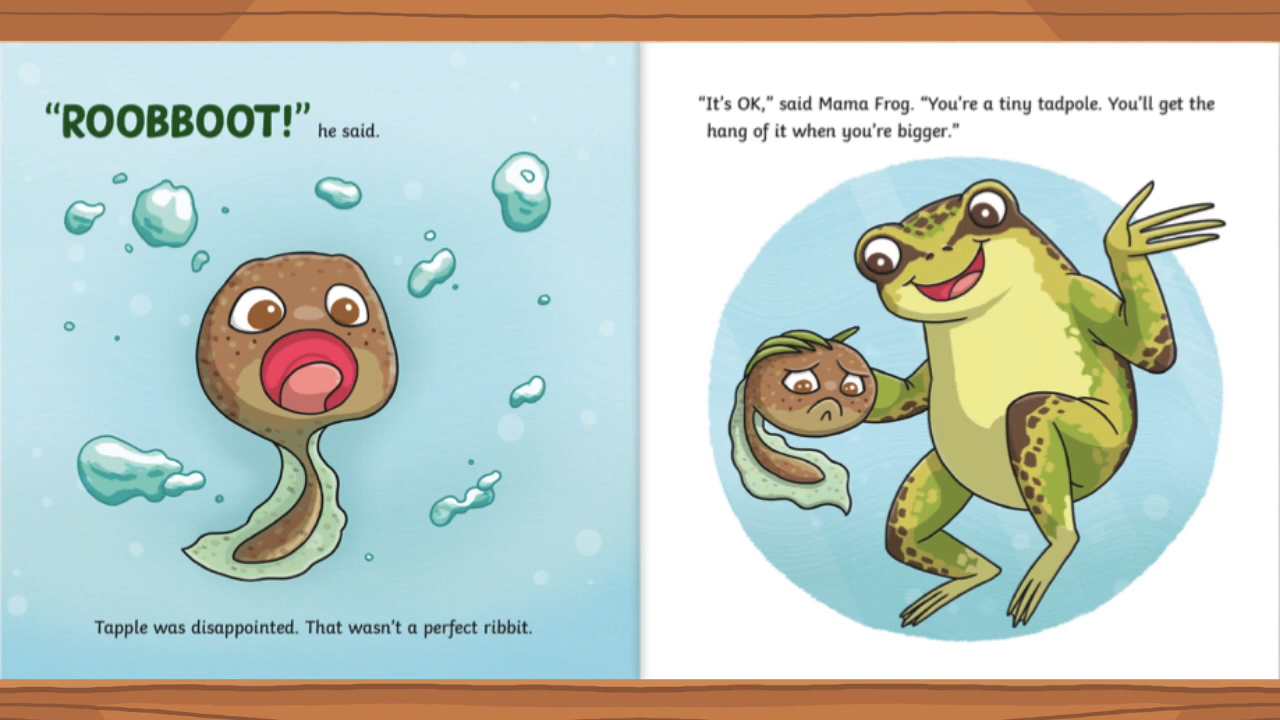 “ROOBBOOT!” he said.
Tapple was disappointed. That wasn’t a perfect ribbit.
“It’s OK,” said Mama Frog. “You’re a tiny tadpole. You’ll get the
hang of it when you’re bigger.”